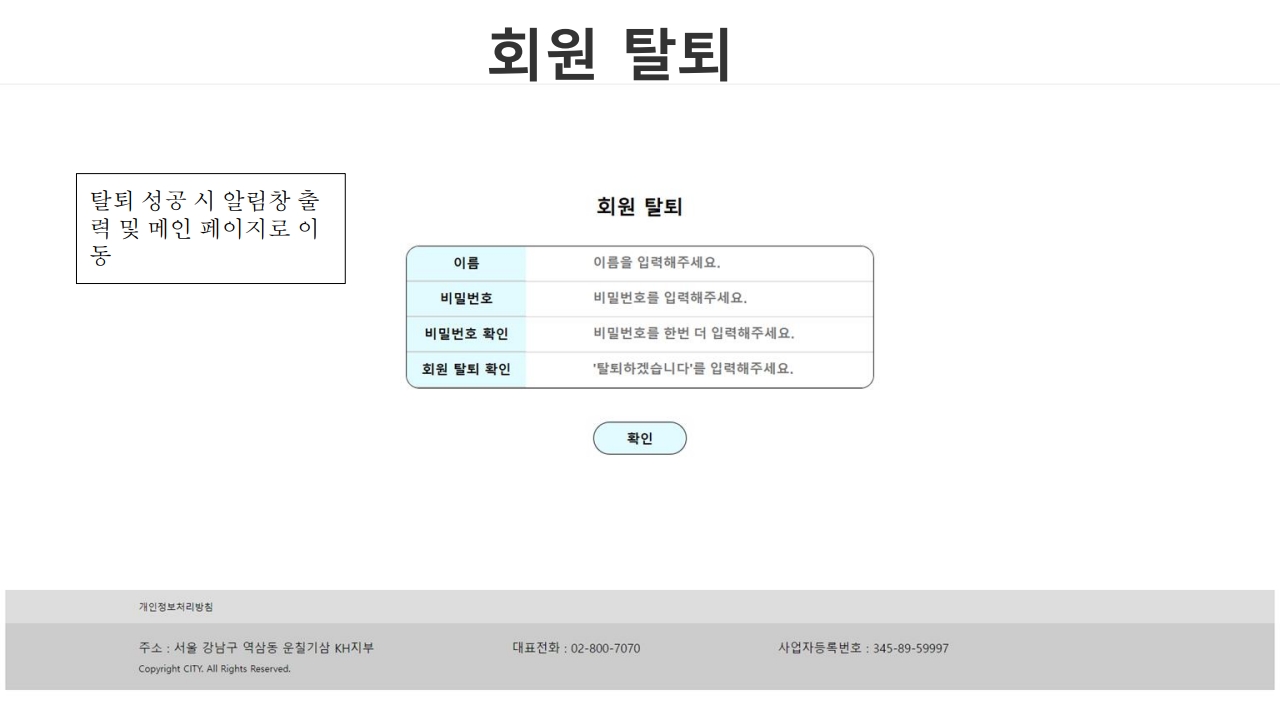 회원 탈퇴
탈퇴 성공 시 알림창 출
력 및 메인 페이지로 이
동
회원 탈퇴
이름 이름을 입력해주세요.
비밀번호 비밀번호를 입력해주세요.
비밀번호 확인 비밀번호를 한번 더 입력해주세요.
회원 탈퇴 확인 '탈퇴하겠습니다'를 입력해주세요.
확인
개인정보처리방침
주소 : 서울 강남구 역삼동 운칠기삼 KH지부 대표전화 : 02-800-7070 사업자등록번호 : 345-89-59997
Copyright CITY. All Rights Reserved.